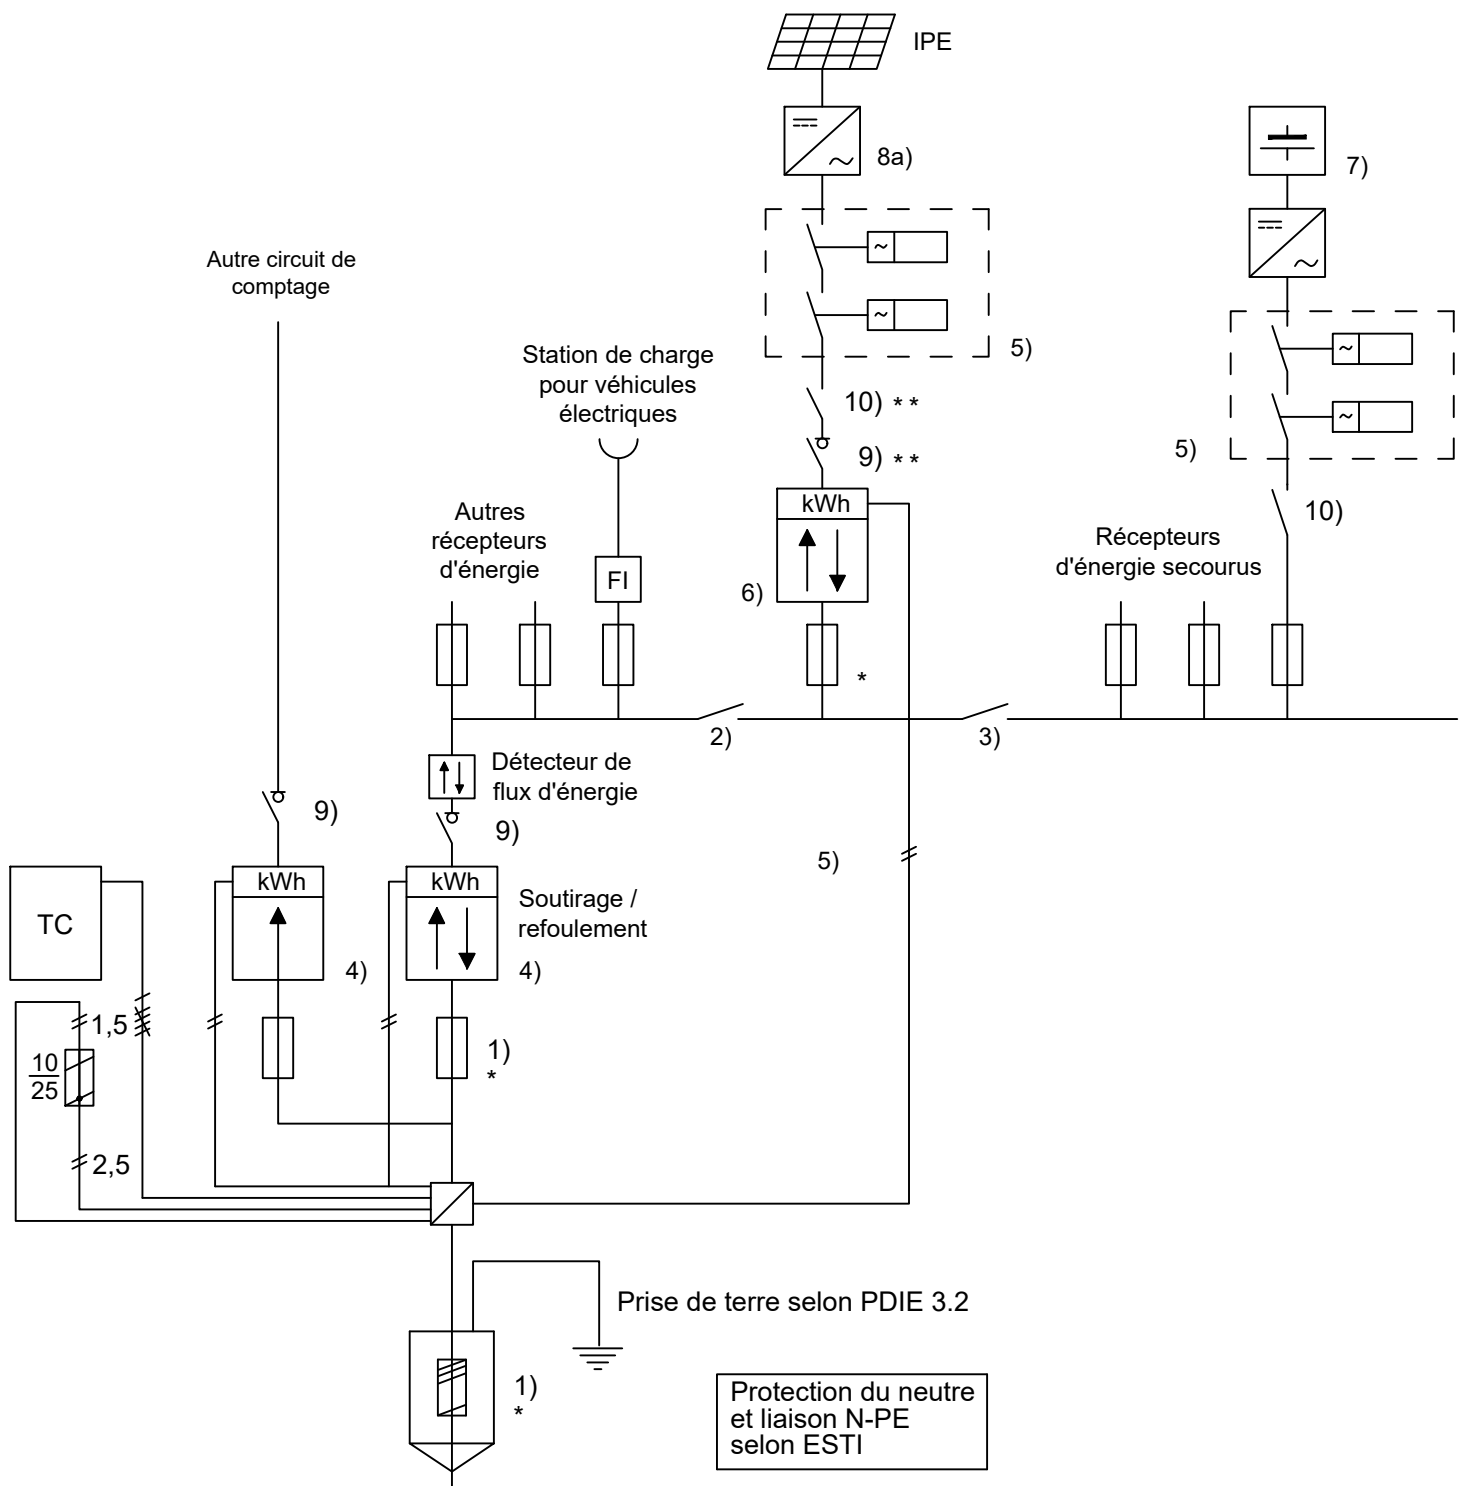 IPE
8a)
7)
Autre circuit de
comptage
~
~
5)
Station de charge
pour véhicules
électriques
10) * *
9) * *
~
~
5)
10)
kWh
6)
*
Autres
récepteurs
d'énergie
FI
Récepteurs
d'énergie secourus
2)
3)
Détecteur de
flux d'énergie
9)
9)
5)
TC
kWh
4)
kWh
Soutirage /
refoulement
4)
1,5
10
25
2,5
1)
*
Prise de terre selon PDIE 3.2
1)
*
Protection du neutre
et liaison N-PE
selon ESTI